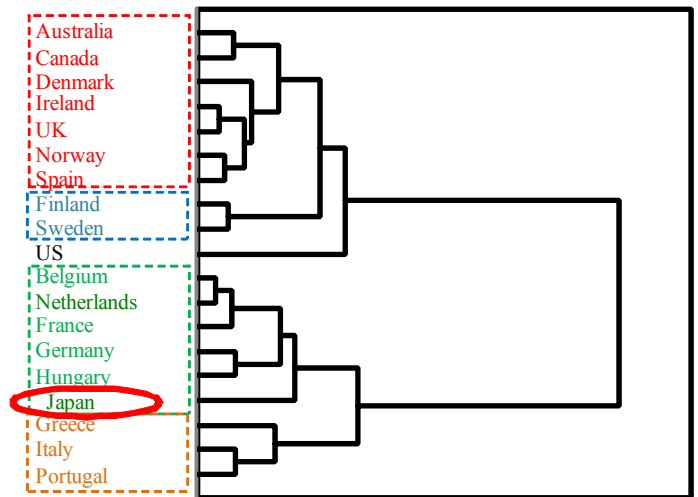 Australia
Canada
Denmark
Ireland
UK
Norway
Spain
Finland
Sweden
US
Belgium
Netherlands
France
Germany
Hungary
Japan
Greece
Italy
Portugal